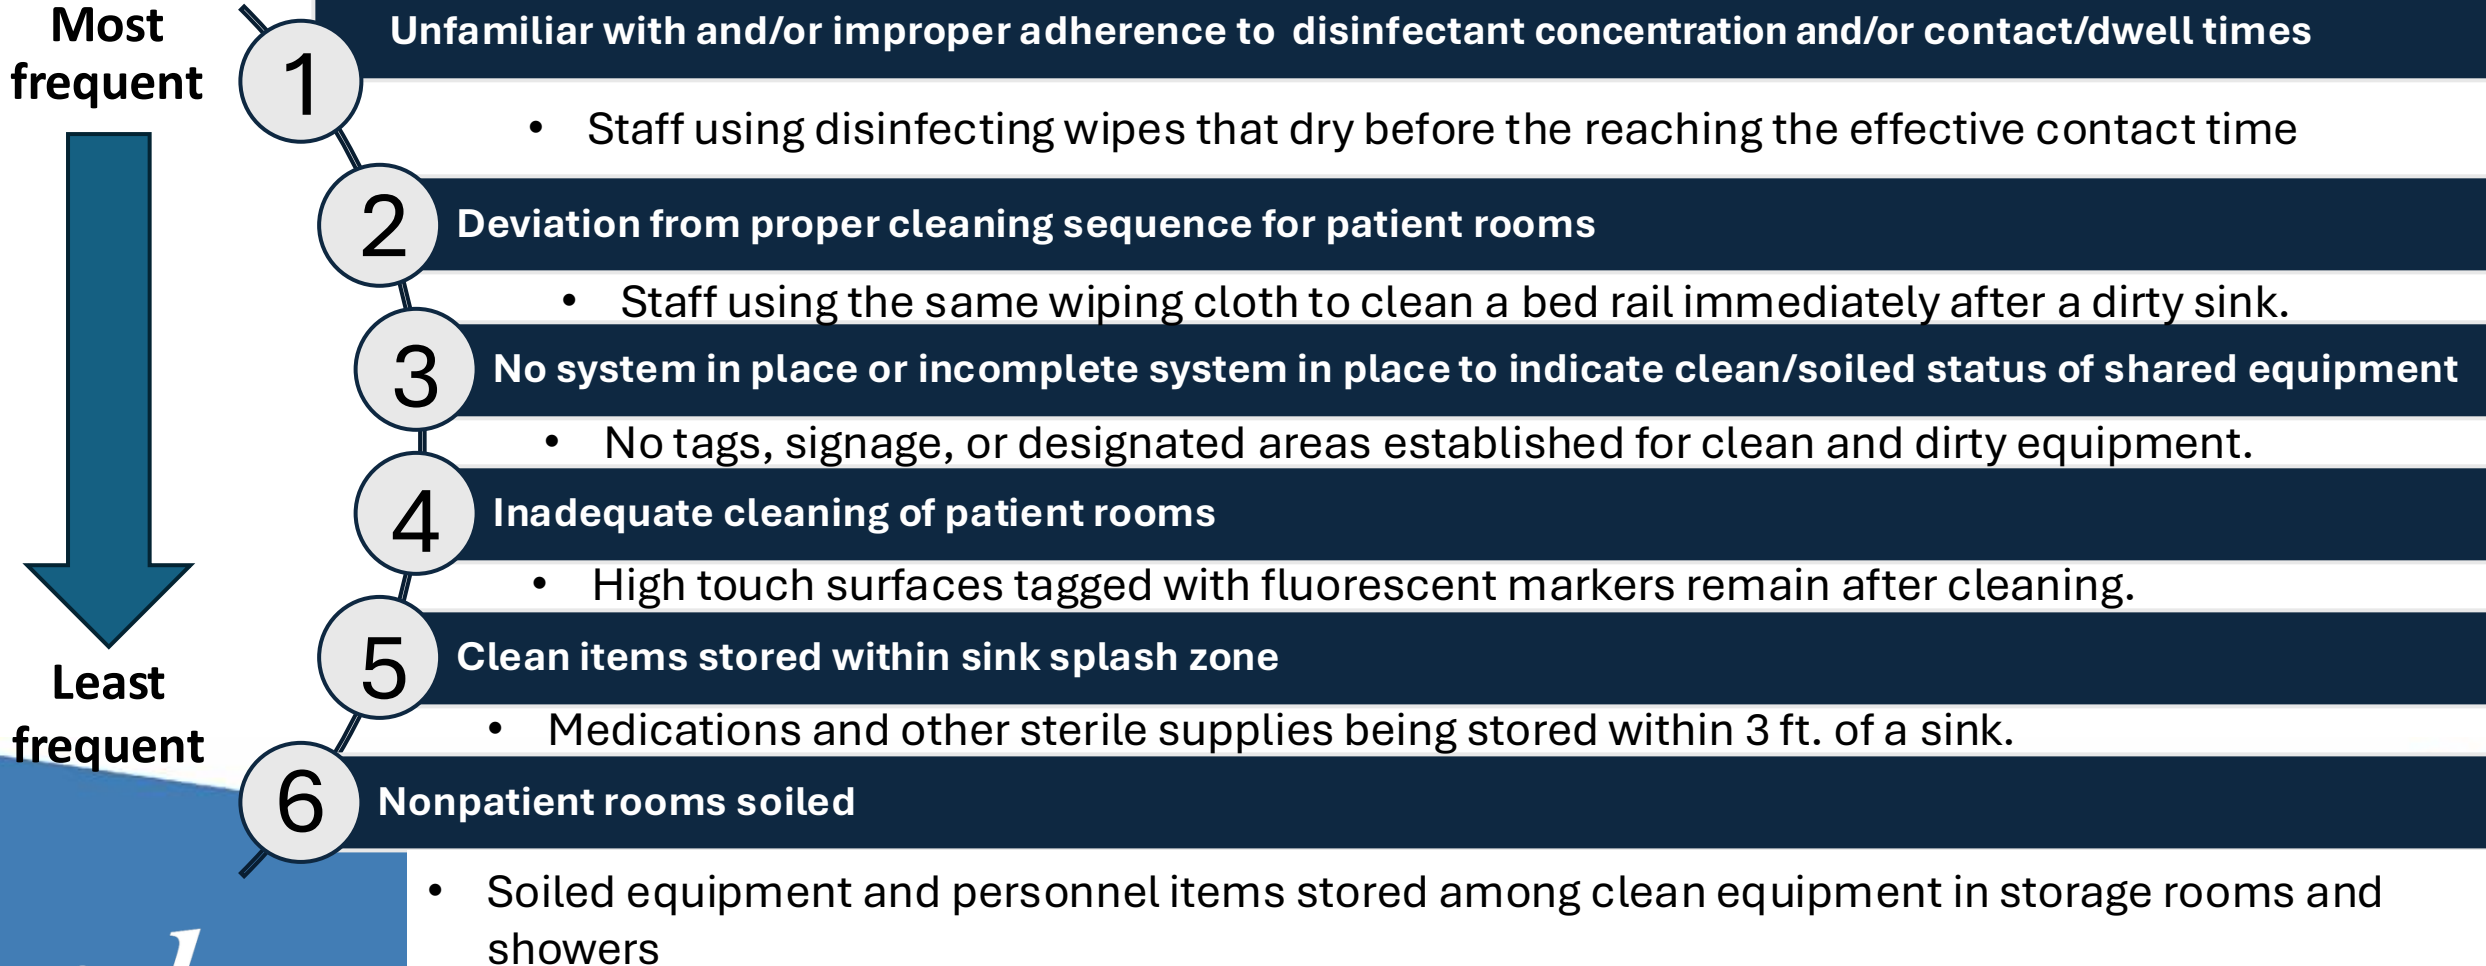 Most
frequent
1
Unfamiliar with and/or improper adherence to disinfectant concentration and/or contact/dwell times
• Staff using disinfecting wipes that dry before the reaching the effective contact time
2
Deviation from proper cleaning sequence for patient rooms
• Staff using the same wiping cloth to clean a bed rail immediately after a dirty sink.
3
No system in place or incomplete system in place to indicate clean/soiled status of shared equipment
• No tags, signage, or designated areas established for clean and dirty equipment.
4
Inadequate cleaning of patient rooms
• High touch surfaces tagged with fluorescent markers remain after cleaning.
5
Clean items stored within sink splash zone
• Medications and other sterile supplies being stored within 3 ft. of a sink.
Least
frequent
6
Nonpatient rooms soiled
• Soiled equipment and personnel items stored among clean equipment in storage rooms and
showers